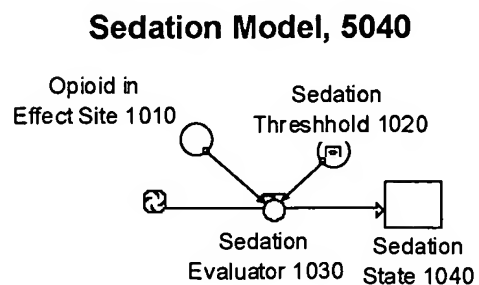 Sedation Model, 5040
Opioid in
Effect Site 1010
Sedation
Threshhold 1020
Sedation
Evaluator 1030
Sedation
State 1040